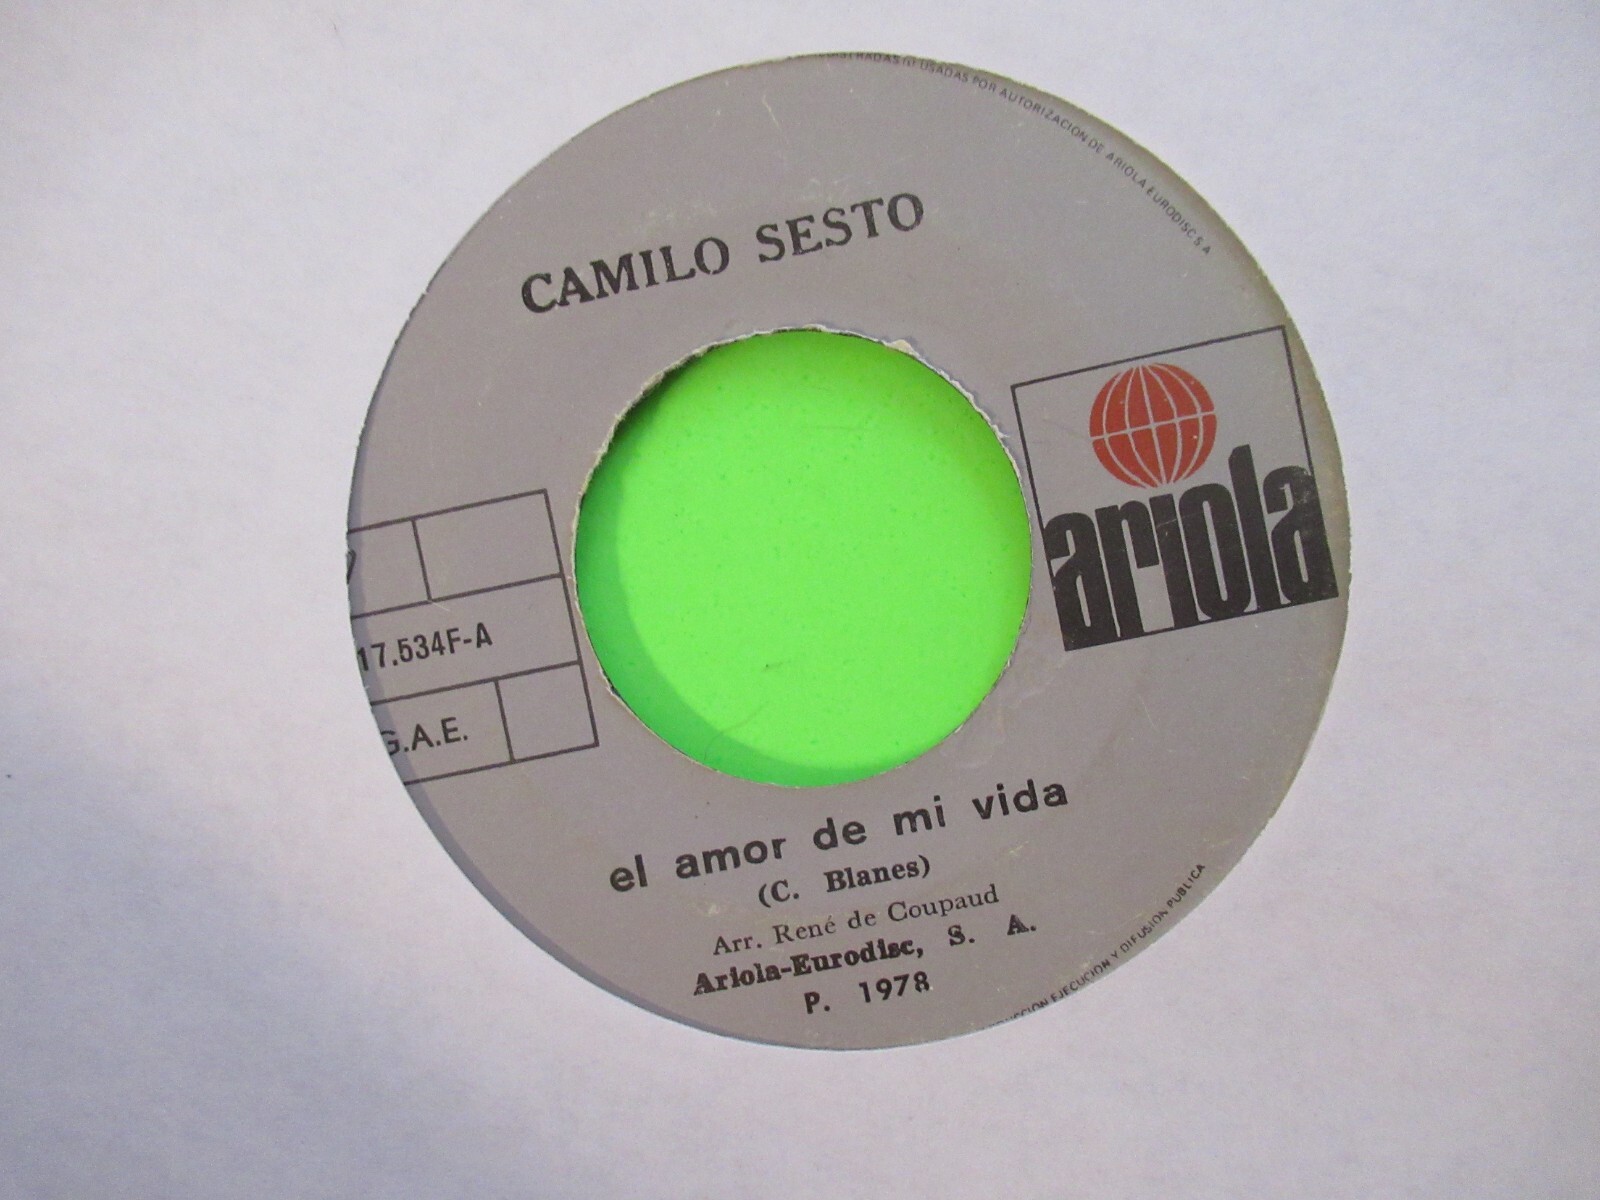 USADAS POR AUTORIZACION DE ARIOLA EURODISC S.A
CAMILO SESTO
ariola
17.534F-A
G.A.E.
el amor de mi vida
(C. Blanes)
Arr. René de Coupaud
Ariola-Eurodisc, S. A.
P. 1978
EJECUCION Y DIFUSION PUBLICA